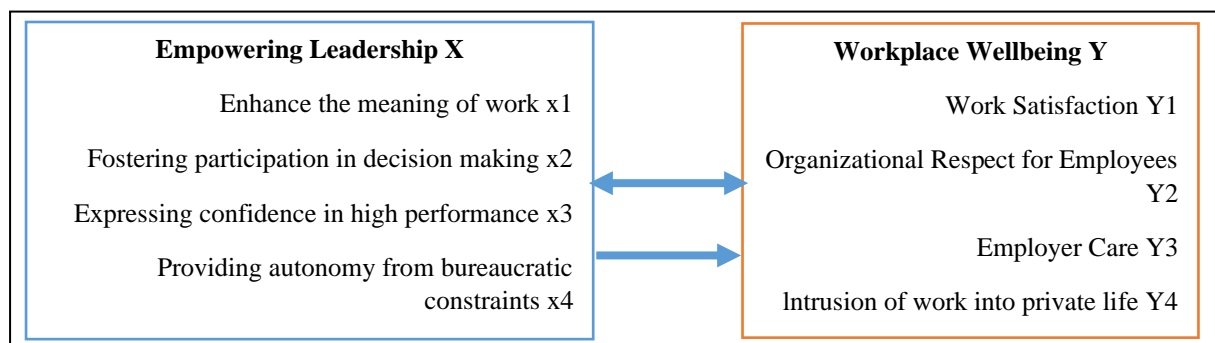 Empowering Leadership X
Enhance the meaning of work x1
Fostering participation in decision making x2
Expressing confidence in high performance x3
Providing autonomy from bureaucratic
constraints x4
Workplace Wellbeing Y
Work Satisfaction Y1
Organizational Respect for Employees
Y2
Employer Care Y3
lntrusion of work into private life Y4